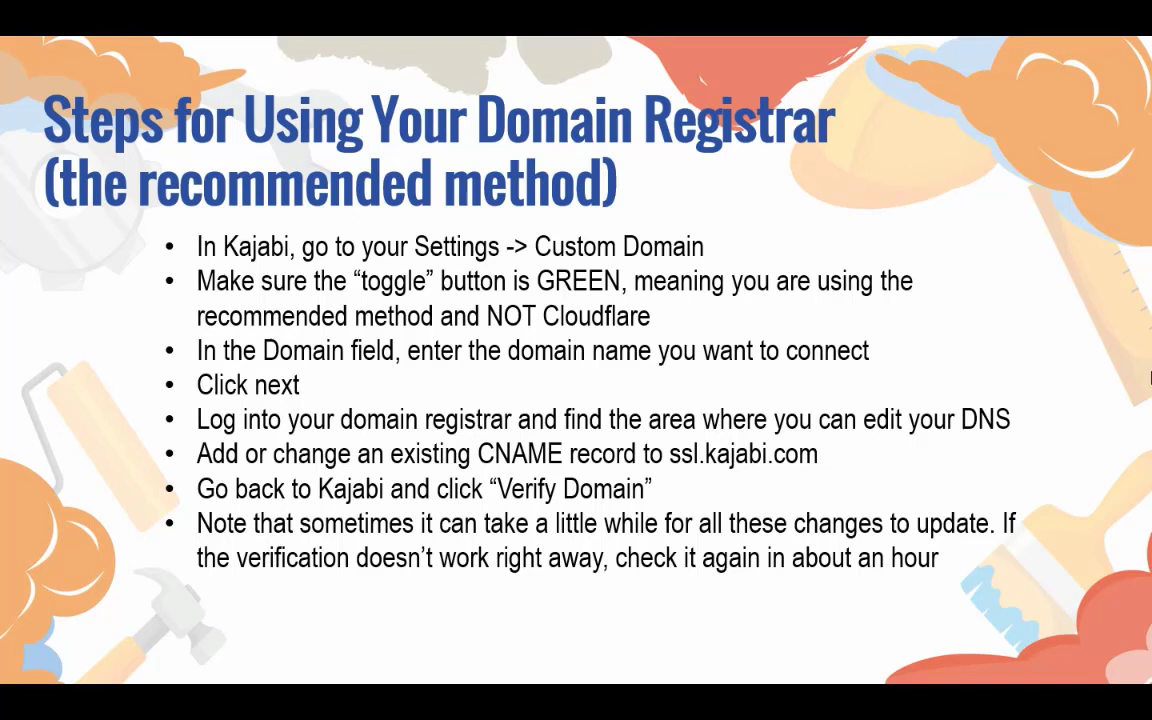 Steps for Using Your Domain Registrar
(the recommended method)
• In Kajabi, go to your Settings -> Custom Domain
• Make sure the “toggle” button is GREEN, meaning you are using the
recommended method and NOT Cloudflare
• In the Domain field, enter the domain name you want to connect
• Click next
• Log into your domain registrar and find the area where you can edit your DNS
• Add or change an existing CNAME record to ssl.kajabi.com
• Go back to Kajabi and click “Verify Domain”
• Note that sometimes it can take a little while for all these changes to update. If
the verification doesn’t work right away, check it again in about an hour